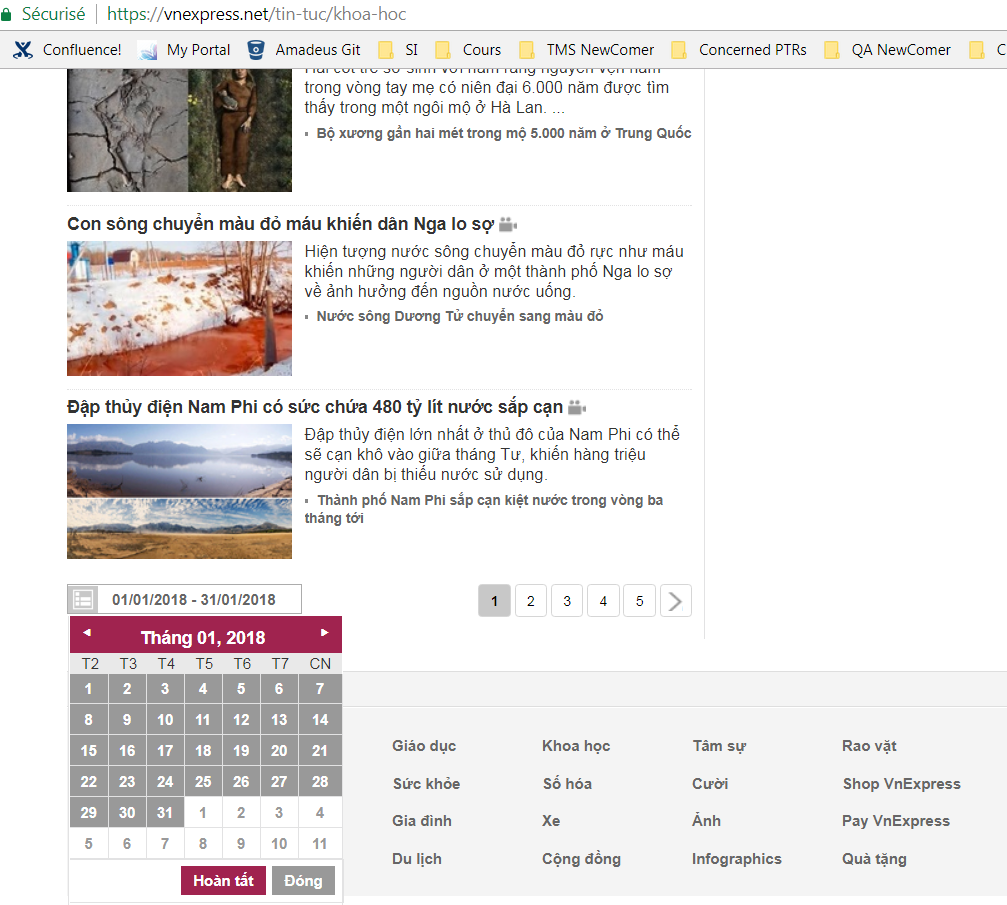 Sécurisé https://vnexpress.net/tin-tuc/khoa-hoc
Confluence! My Portal Amadeus Git SI Cours TMS NewComer Concerned PTRs QA NewComer C
Hài cốt trẻ sơ sinh với hàm răng nguyên vẹn nằm
trong vòng tay mẹ có niên đại 6.000 năm được tìm
thấy trong một ngôi mộ ở Hà Lan. ...
Bộ xương gần hai mét trong mộ 5.000 năm ở Trung Quốc
Con sông chuyển màu đỏ máu khiến dân Nga lo sợ
Hiện tượng nước sông chuyển màu đỏ rực như máu
khiến những người dân ở một thành phố Nga lo sợ
về ảnh hưởng đến nguồn nước uống.
Nước sông Dương Tử chuyển sang màu đỏ
Đập thủy điện Nam Phi có sức chứa 480 tỷ lít nước sắp cạn
Đập thủy điện lớn nhất ở thủ đô của Nam Phi có thể
sẽ cạn khô vào giữa tháng Tư, khiến hàng triệu
người dân bị thiếu nước sử dụng.
Thành phố Nam Phi sắp cạn kiệt nước trong vòng ba
tháng tới
01/01/2018 - 31/01/2018
1 2 3 4 5
Tháng 01, 2018
T2 T3 T4 T5 T6 T7 CN
1 2 3 4 5 6 7
8 9 10 11 12 13 14
15 16 17 18 19 20 21
22 23 24 25 26 27 28
29 30 31 1 2 3 4
5 6 7 8 9 10 11
Hoàn tất Đóng
Giáo dục Khoa học Tâm sự Rao vặt
Sức khỏe Số hóa Cười Shop VnExpress
Gia đình Xe Ảnh Pay VnExpress
Du lịch Cộng đồng Infographics Quà tặng